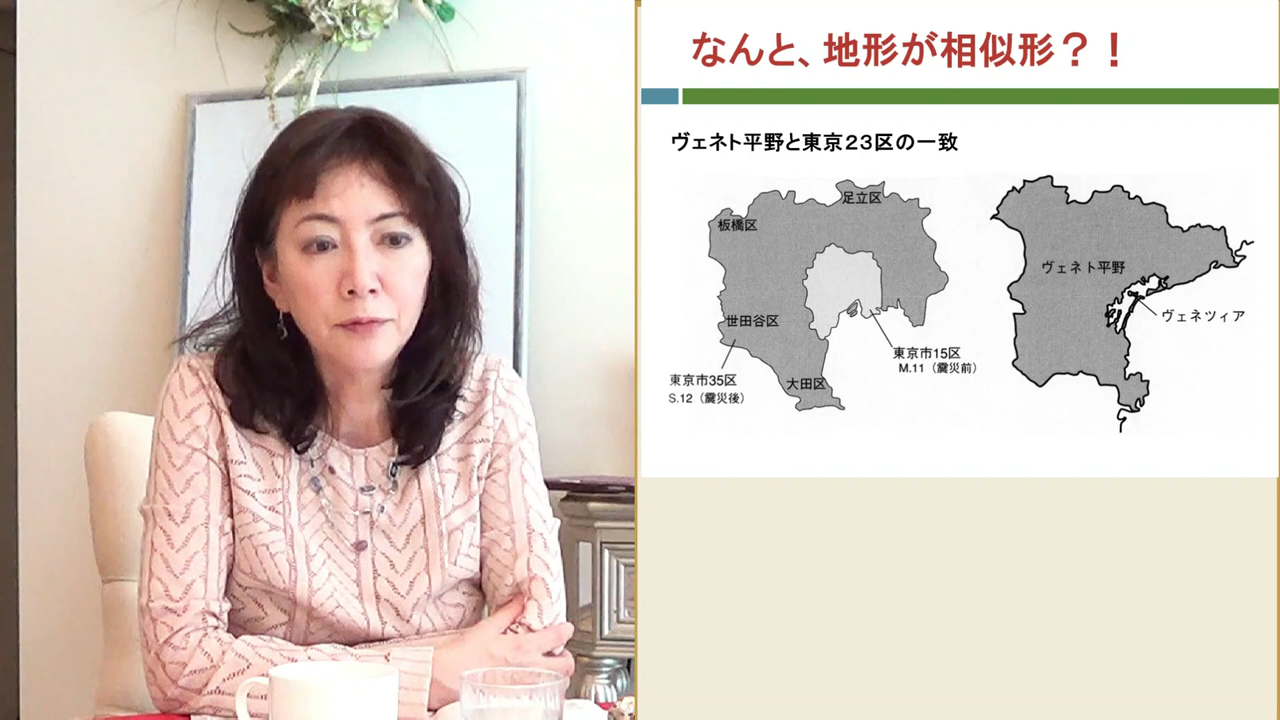 なんと、地形が相似形？！
ヴェネト平野と東京２３区の一致
足立区
板橋区
世田谷区
大田区
東京市35区
S.12（震災後）
東京市15区
M.11（震災前）
ヴェネト平野
ヴェネツィア